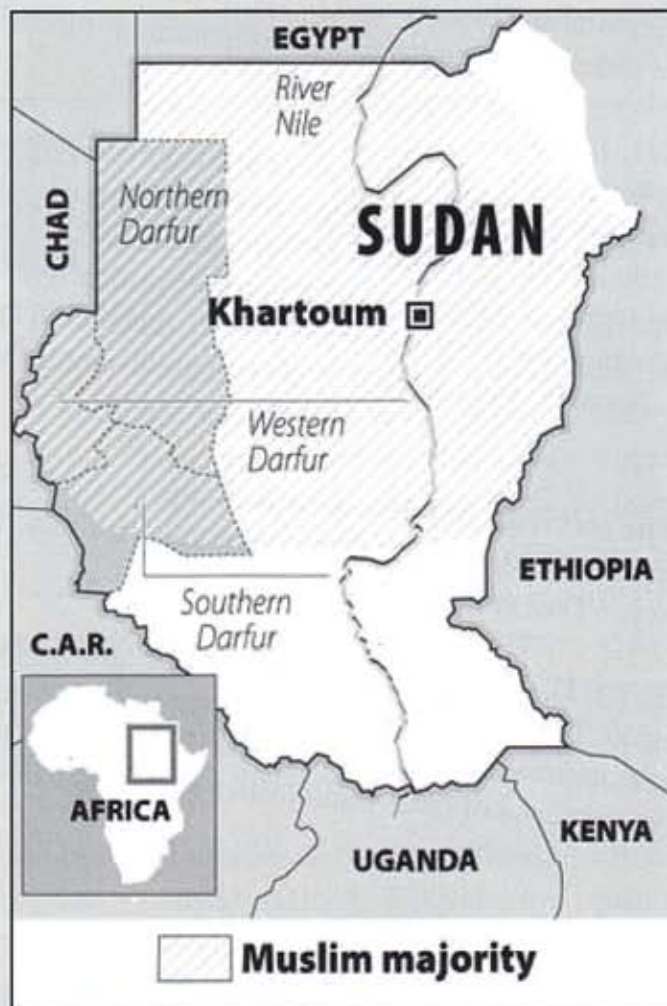 EGYPT
River
Nile
CHAD
Northern
Darfur
SUDAN
Khartoum
Western
Darfur
ETHIOPIA
Southern
Darfur
C.A.R.
AFRICA
KENYA
UGANDA
Muslim majority